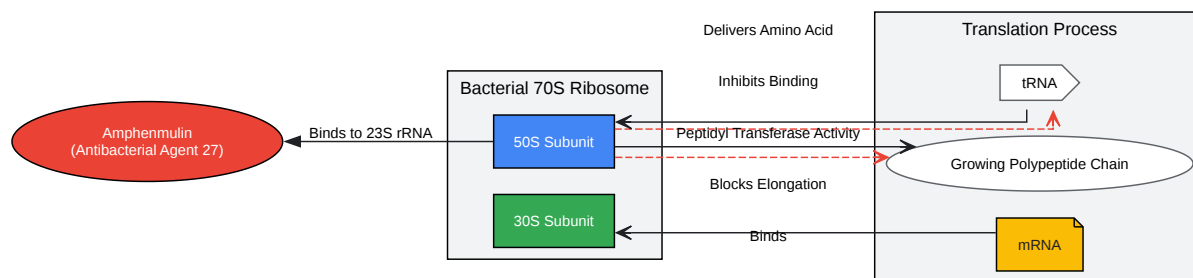 Delivers Amino Acid
Translation Process
Inhibits Binding
tRNA
Bacterial 70S Ribosome
Amphenmulin
(Antibacterial Agent 27)
Binds to 23S rRNA
50S Subunit
Peptidyl Transferase Activity
Growing Polypeptide Chain
Blocks Elongation
30S Subunit
Binds
mRNA